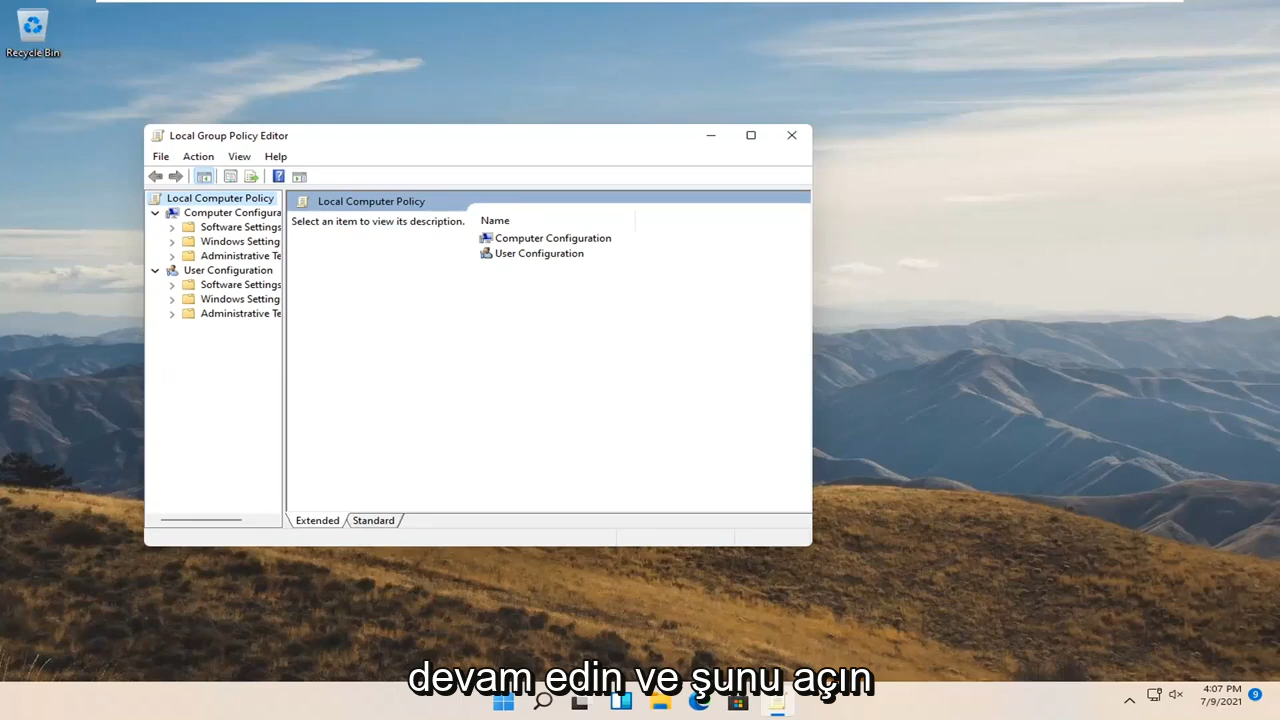 Recycle Bin
Local Group Policy Editor
File Action View Help
Local Computer Policy
Computer Configura
Software Settings
Windows Setting
Administrative Te
User Configuration
Software Settings
Windows Setting
Administrative Te
Local Computer Policy
Select an item to view its description.
Name
Computer Configuration
User Configuration
Extended Standard
devam edin ve şunu açın
4:07 PM
7/9/2021
9